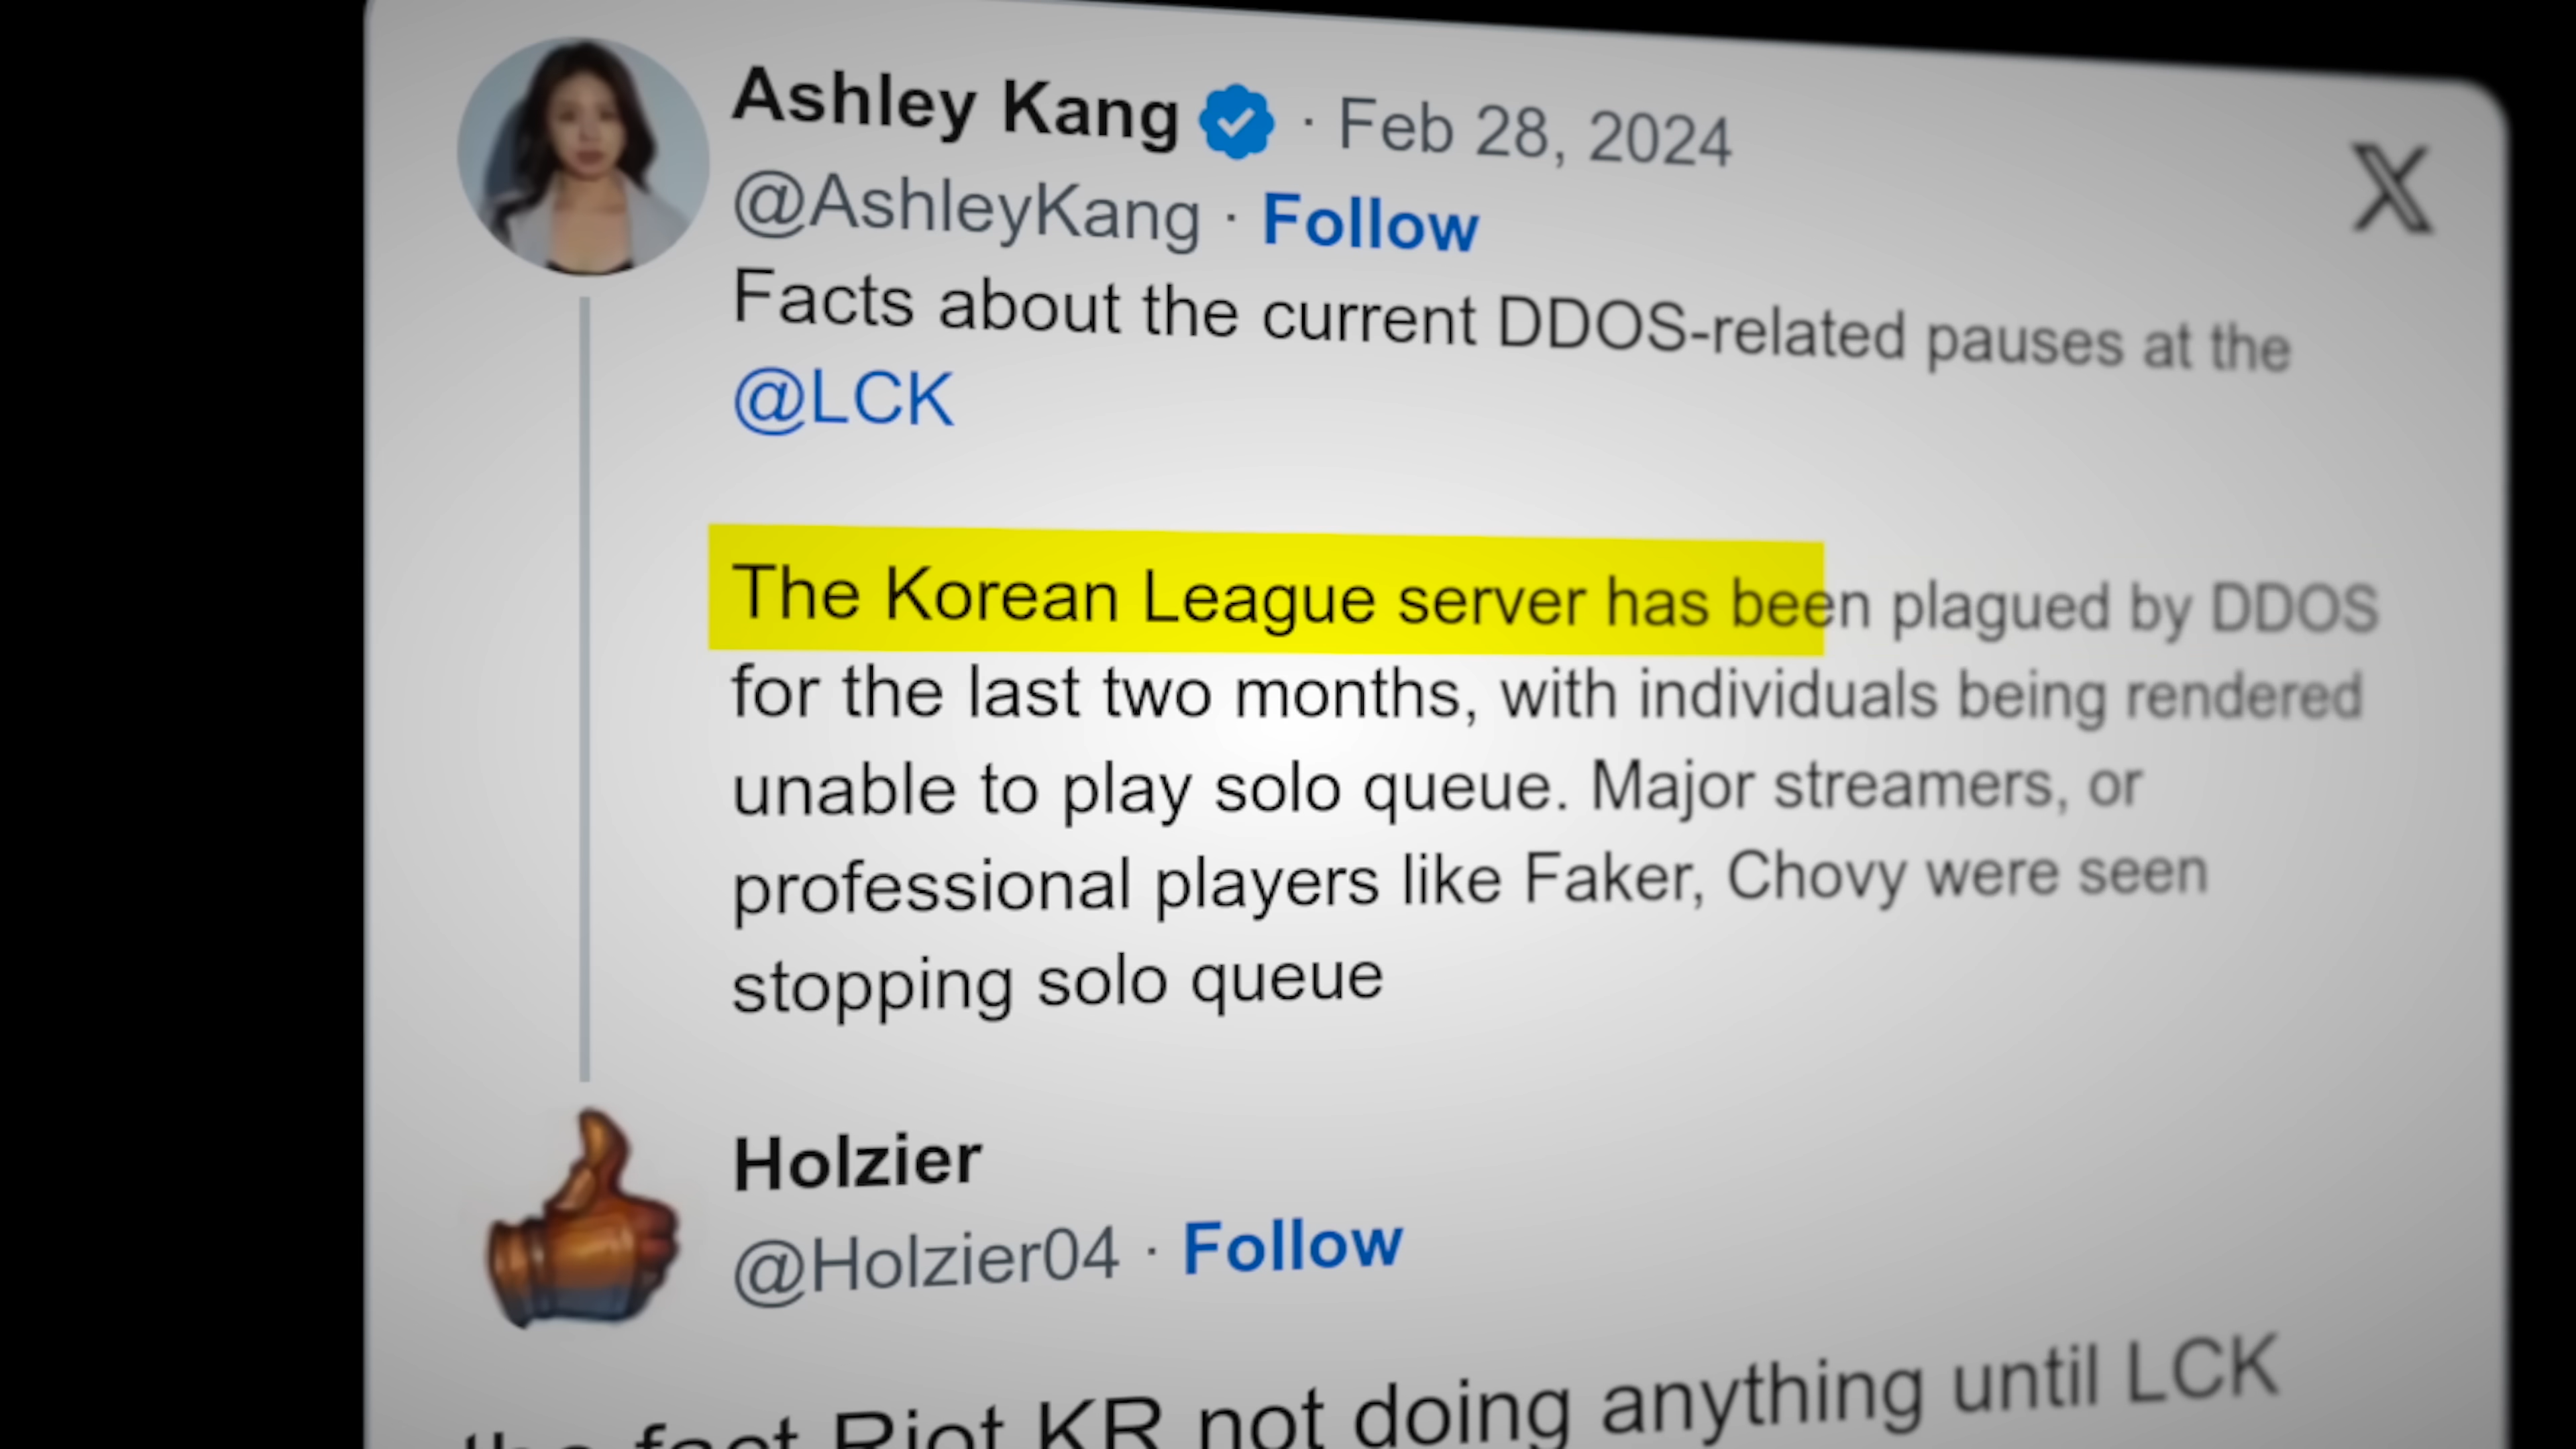 Ashley Kang · Feb 28, 2024
@AshleyKang · Follow
Facts about the current DDOS-related pauses at the
@LCK
The Korean League server has been plagued by DDOS
for the last two months, with individuals being rendered
unable to play solo queue. Major streamers, or
professional players like Faker, Chovy were seen
stopping solo queue
Holzier
@Holzier04 · Follow
the fact Riot KR not doing anything until LCK